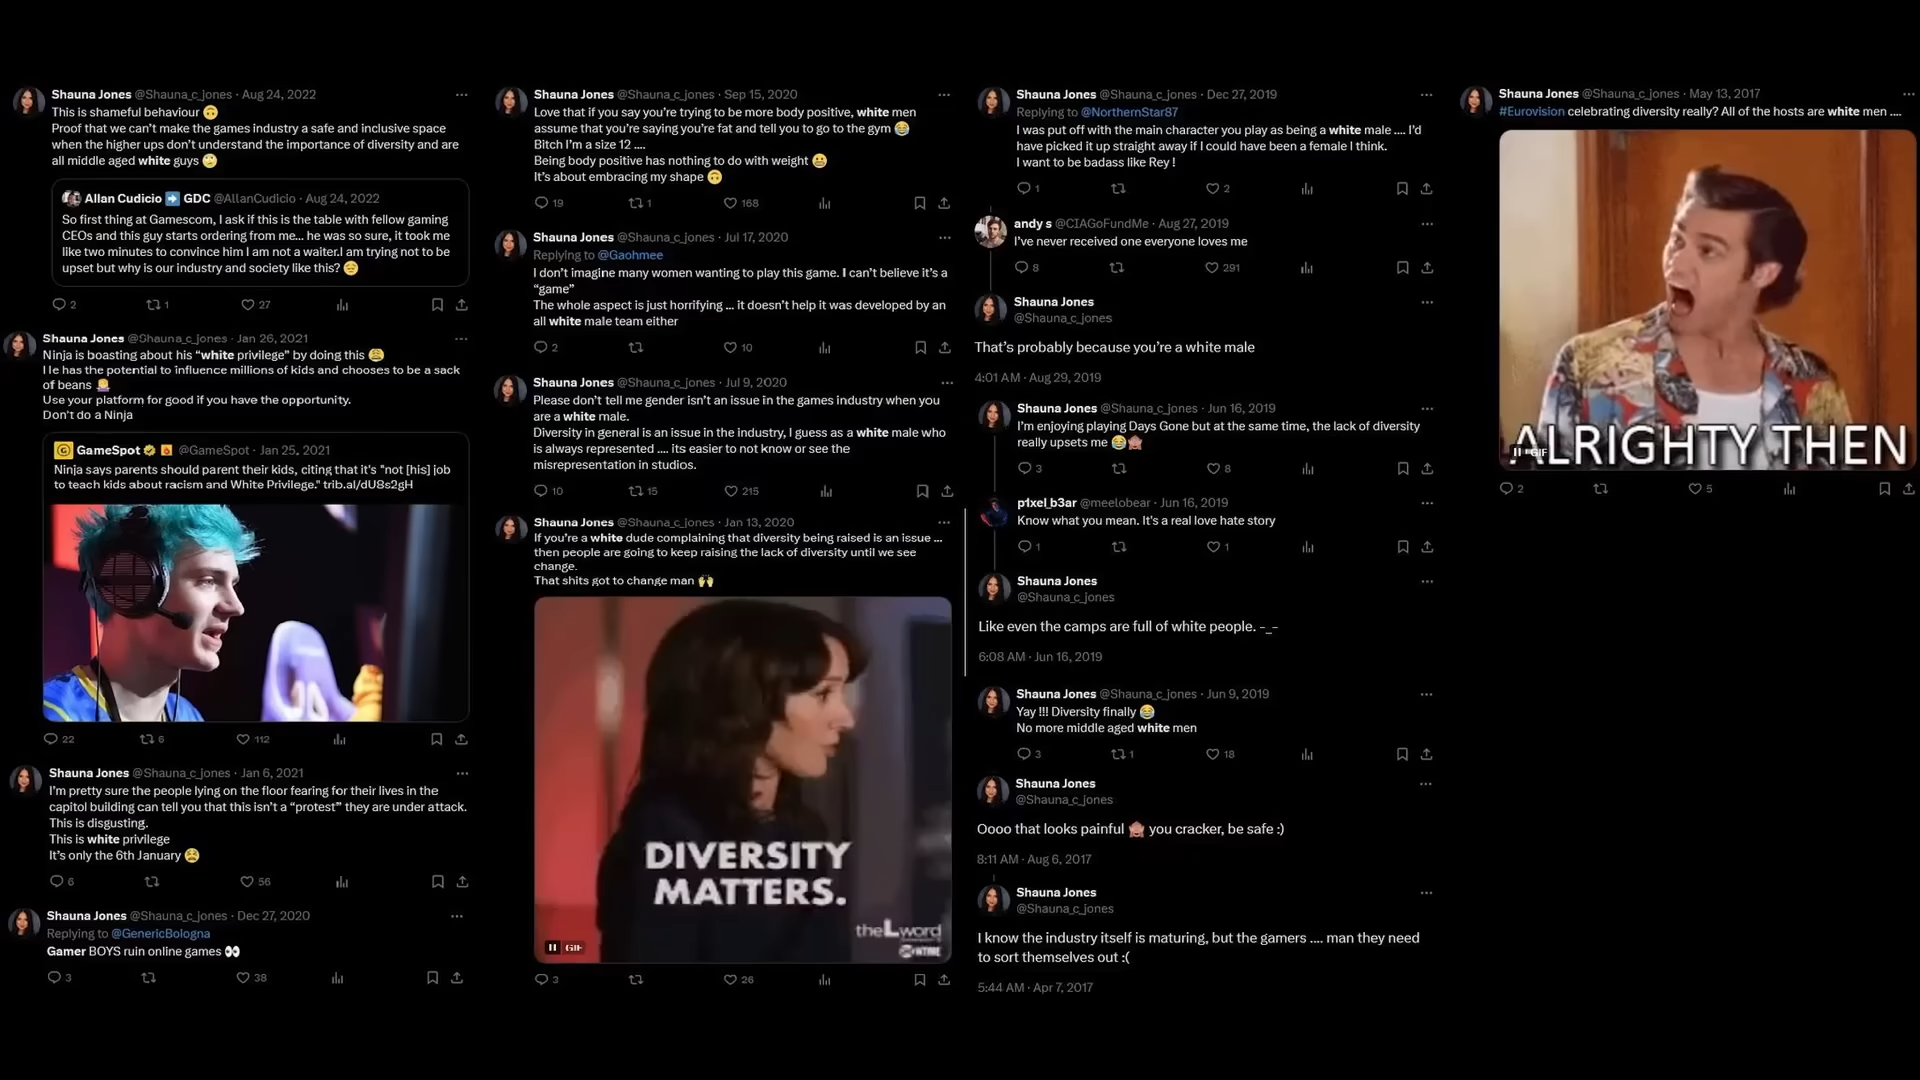 Shauna Jones @Shauna_c_jones · Aug 24, 2022
This is shameful behaviour 🙃
Proof that we can't make the games industry a safe and inclusive space
when the higher ups don't understand the importance of diversity and are
all middle aged white guys 🙄
Allan Cudicio ➡️ GDC @AllanCudicio · Aug 24, 2022
So first thing at Gamescom, I ask if this is the table with fellow gaming
CEOs and this guy starts ordering from me... he was so sure, it took me
like two minutes to convince him I am not a waiter.I am trying not to be
upset but why is our industry and society like this? 😞
2 1 27
Shauna Jones @Shauna_c_jones · Jan 26, 2021
Ninja is boasting about his “white privilege” by doing this 😩
He has the potential to influence millions of kids and chooses to be a sack
of beans 🤷‍♀️
Use your platform for good if you have the opportunity.
Don't do a Ninja
GameSpot @GameSpot · Jan 25, 2021
Ninja says parents should parent their kids, citing that it's "not [his] job
to teach kids about racism and White Privilege." trib.al/dU8s2gH
22 6 112
Shauna Jones @Shauna_c_jones · Jan 6, 2021
I'm pretty sure the people lying on the floor fearing for their lives in the
capitol building can tell you that this isn't a “protest” they are under attack.
This is disgusting.
This is white privilege
It's only the 6th January 😫
6 56
Shauna Jones @Shauna_c_jones · Dec 27, 2020
Replying to @GenericBologna
Gamer BOYS ruin online games 👀
3 38
Shauna Jones @Shauna_c_jones · Sep 15, 2020
Love that if you say you're trying to be more body positive, white men
assume that you're saying you're fat and tell you to go to the gym 😂
Bitch I'm a size 12 ....
Being body positive has nothing to do with weight 😬
It's about embracing my shape 🙃
19 1 168
Shauna Jones @Shauna_c_jones · Jul 17, 2020
Replying to @Gaohmee
I don't imagine many women wanting to play this game. I can't believe it's a
“game”
The whole aspect is just horrifying ... it doesn't help it was developed by an
all white male team either
2 10
Shauna Jones @Shauna_c_jones · Jul 9, 2020
Please don't tell me gender isn't an issue in the games industry when you
are a white male.
Diversity in general is an issue in the industry, I guess as a white male who
is always represented .... its easier to not know or see the
misrepresentation in studios.
10 15 215
Shauna Jones @Shauna_c_jones · Jan 13, 2020
If you're a white dude complaining that diversity being raised is an issue ...
then people are going to keep raising the lack of diversity until we see
change.
That shits got to change man 🙌
DIVERSITY
MATTERS.
the L word
SHOWTIME
GIF
3 26
Shauna Jones @Shauna_c_jones · Dec 27, 2019
Replying to @NorthernStar87
I was put off with the main character you play as being a white male .... I'd
have picked it up straight away if I could have been a female I think.
I want to be badass like Rey !
1 2
andy s @CIAGoFundMe · Aug 27, 2019
I've never received one everyone loves me
8 291
Shauna Jones
@Shauna_c_jones
That's probably because you're a white male
4:01 AM · Aug 29, 2019
Shauna Jones @Shauna_c_jones · Jun 16, 2019
I'm enjoying playing Days Gone but at the same time, the lack of diversity
really upsets me 😂🙈
3 8
p1xel_b3ar @meelobear · Jun 16, 2019
Know what you mean. It's a real love hate story
1 1
Shauna Jones
@Shauna_c_jones
Like even the camps are full of white people. -_-
6:08 AM · Jun 16, 2019
Shauna Jones @Shauna_c_jones · Jun 9, 2019
Yay !!! Diversity finally 😂
No more middle aged white men
3 1 18
Shauna Jones
@Shauna_c_jones
Oooo that looks painful 🙈 you cracker, be safe :)
8:11 AM · Aug 6, 2017
Shauna Jones
@Shauna_c_jones
I know the industry itself is maturing, but the gamers .... man they need
to sort themselves out :(
5:44 AM · Apr 7, 2017
Shauna Jones @Shauna_c_jones · May 13, 2017
#Eurovision celebrating diversity really? All of the hosts are white men ....
ALRIGHTY THEN
GIF
2 5